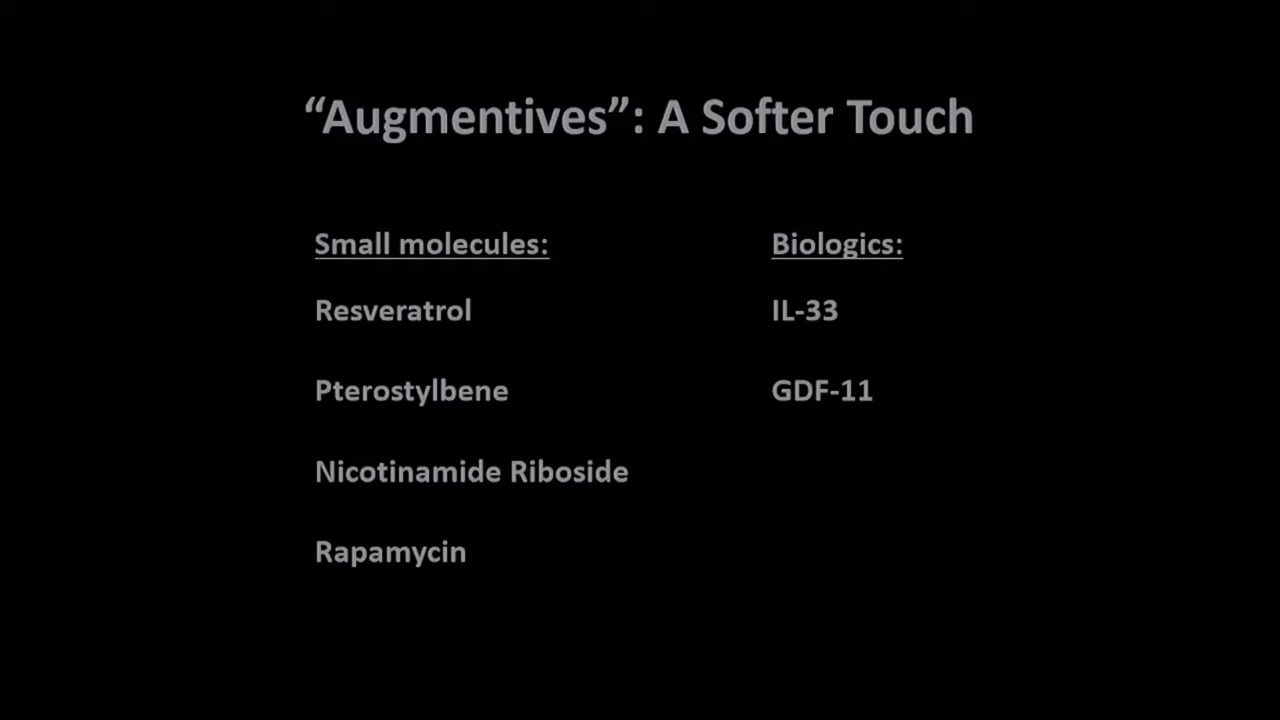 “Augmentives”: A Softer Touch
Small molecules:
Resveratrol
Pterostylbene
Nicotinamide Riboside
Rapamycin
Biologics:
IL-33
GDF-11